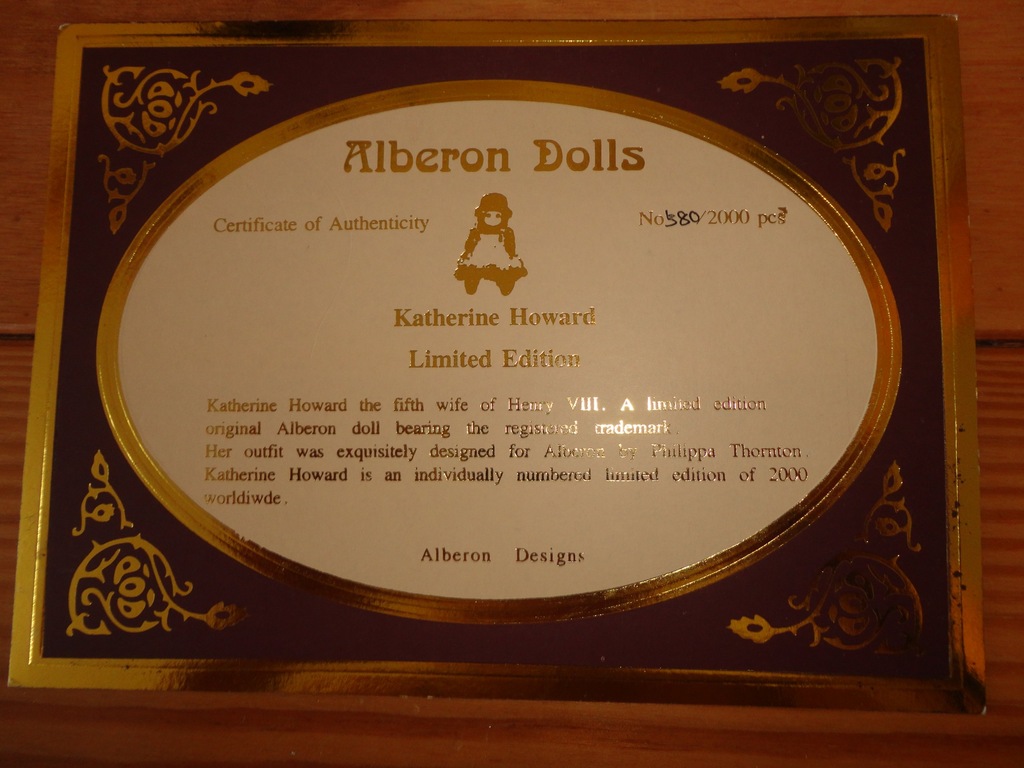 Alberon Dolls
Certificate of Authenticity
No 580/2000 pcs
Katherine Howard
Limited Edition
Katherine Howard the fifth wife of Henry VIII. A limited edition
original Alberon doll bearing the registered trademark.
Her outfit was exquisitely designed for Alberon by Philippa Thornton.
Katherine Howard is an individually numbered limited edition of 2000
worldiwde.
Alberon Designs